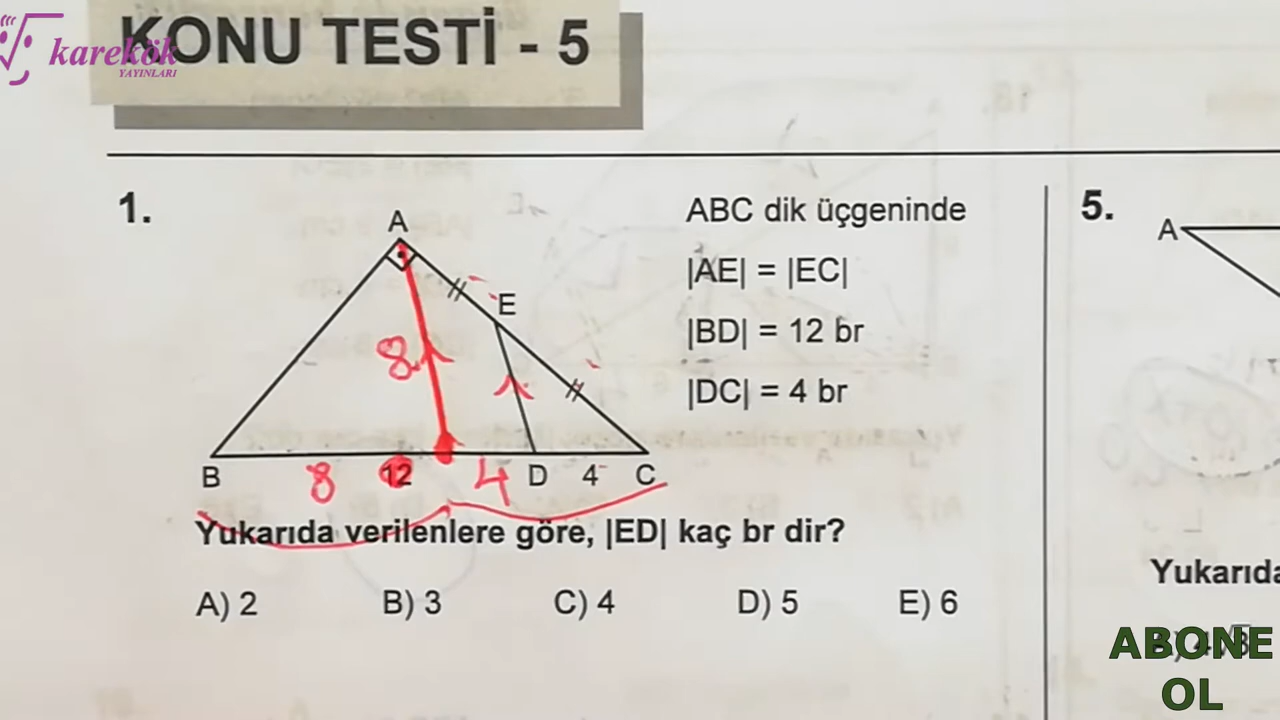 karekök
YAYINLARI
KONU TESTİ - 5
1.
A
E
B
D
C
8
8
12
4
4
ABC dik üçgeninde
|AE| = |EC|
|BD| = 12 br
|DC| = 4 br
Yukarıda verilenlere göre, |ED| kaç br dir?
A) 2 B) 3 C) 4 D) 5 E) 6
5.
A
ABONE
OL